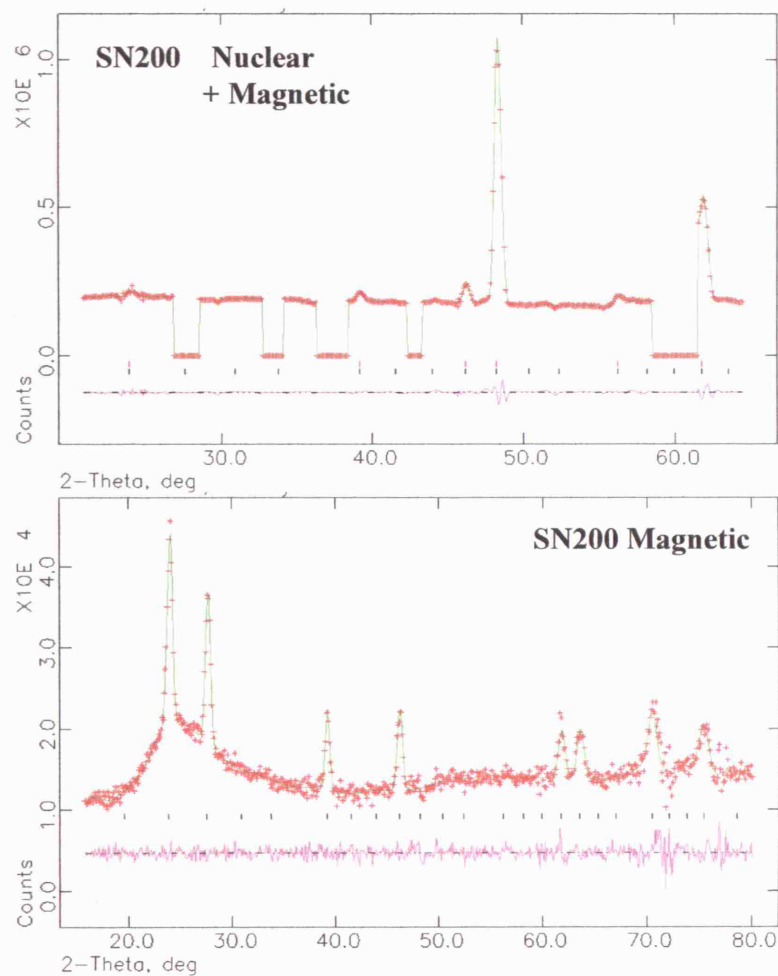 SN200 Nuclear
+ Magnetic
X10E 6
1.0
0.5
0.0
Counts
30.0 40.0 50.0 60.0
2-Theta, deg
SN200 Magnetic
X10E 4
4.0
3.0
2.0
1.0
0.0
Counts
20.0 30.0 40.0 50.0 60.0 70.0 80.0
2-Theta, deg